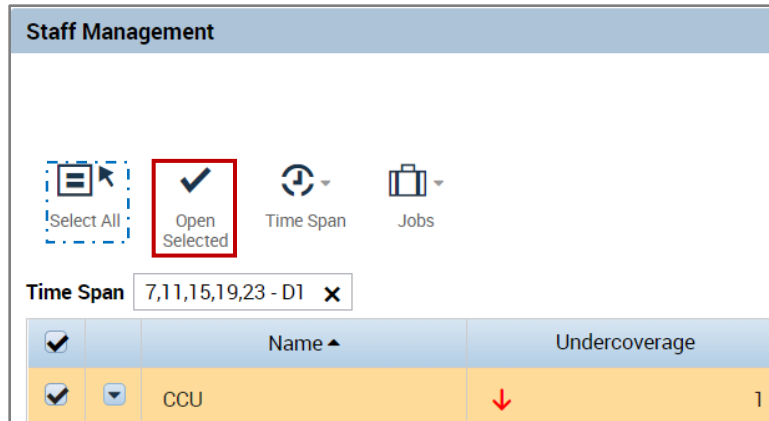 Staff Management
Select All
Open
Selected
Time Span
Jobs
Time Span 7,11,15,19,23 - D1
Name Undercoverage
CCU 1